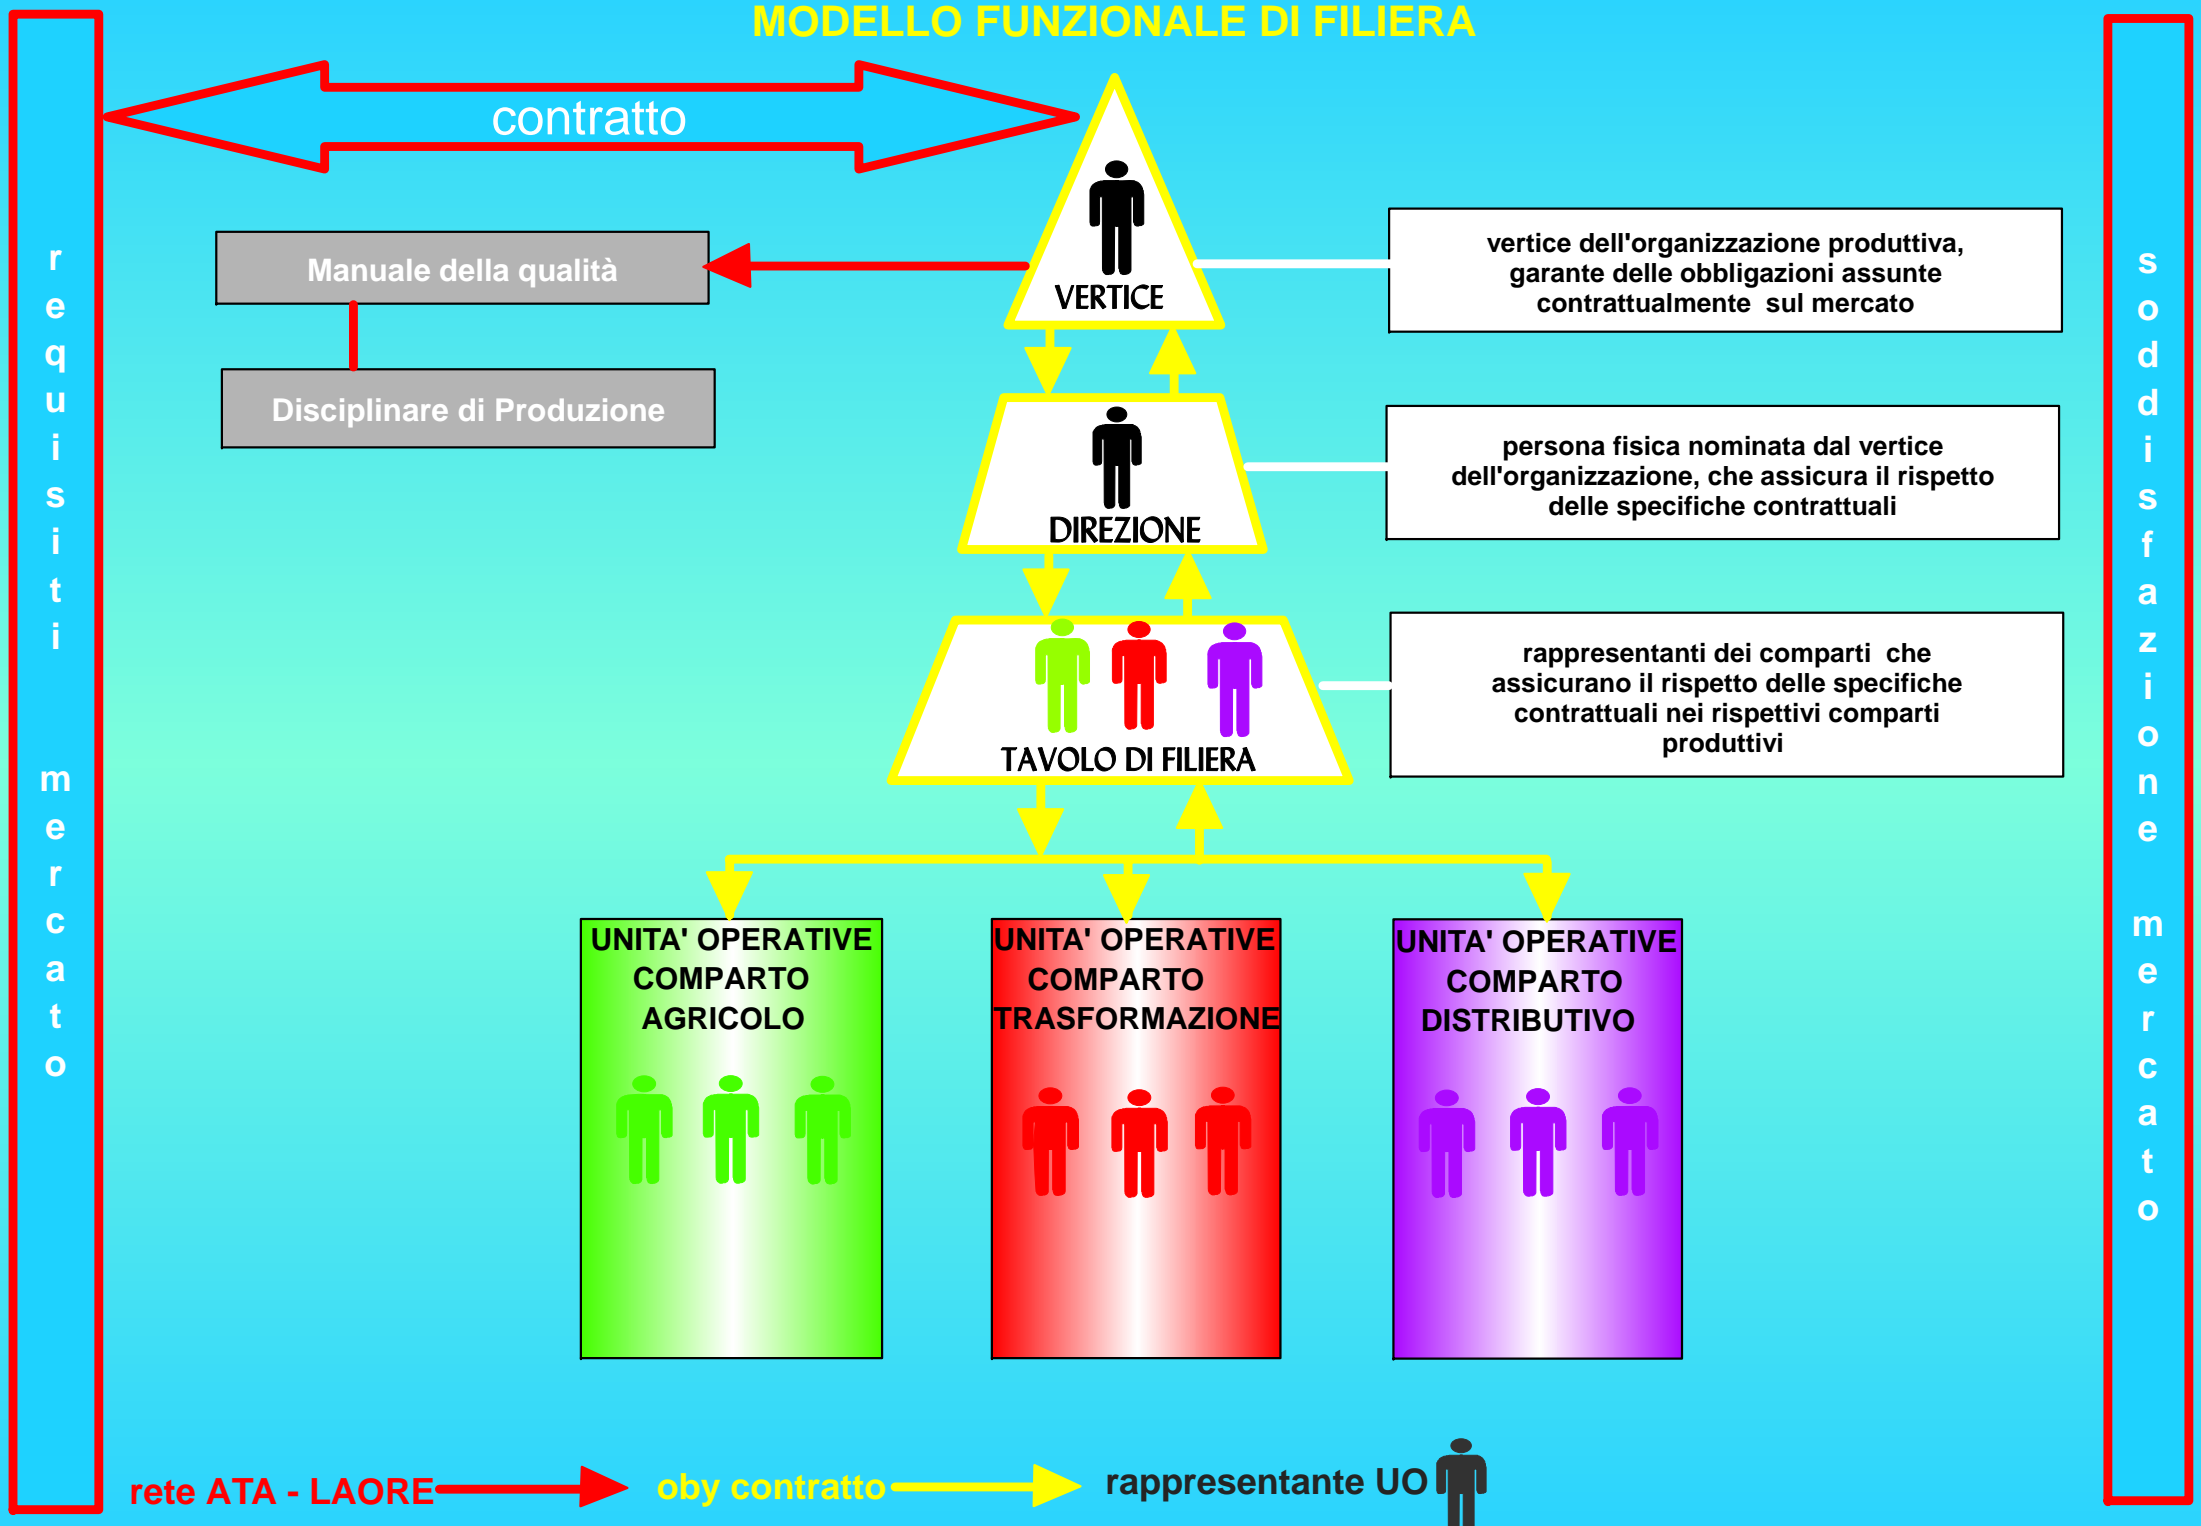 MODELLO FUNZIONALE DI FILIERA
requisiti mercato
contratto
Manuale della qualità
Disciplinare di Produzione
VERTICE
vertice dell'organizzazione produttiva,
garante delle obbligazioni assunte
contrattualmente sul mercato
DIREZIONE
persona fisica nominata dal vertice
dell'organizzazione, che assicura il rispetto
delle specifiche contrattuali
TAVOLO DI FILIERA
rappresentanti dei comparti che
assicurano il rispetto delle specifiche
contrattuali nei rispettivi comparti
produttivi
UNITA' OPERATIVE
COMPARTO
AGRICOLO
UNITA' OPERATIVE
COMPARTO
TRASFORMAZIONE
UNITA' OPERATIVE
COMPARTO
DISTRIBUTIVO
soddisfazione mercato
rete ATA - LAORE
oby contratto
rappresentante UO